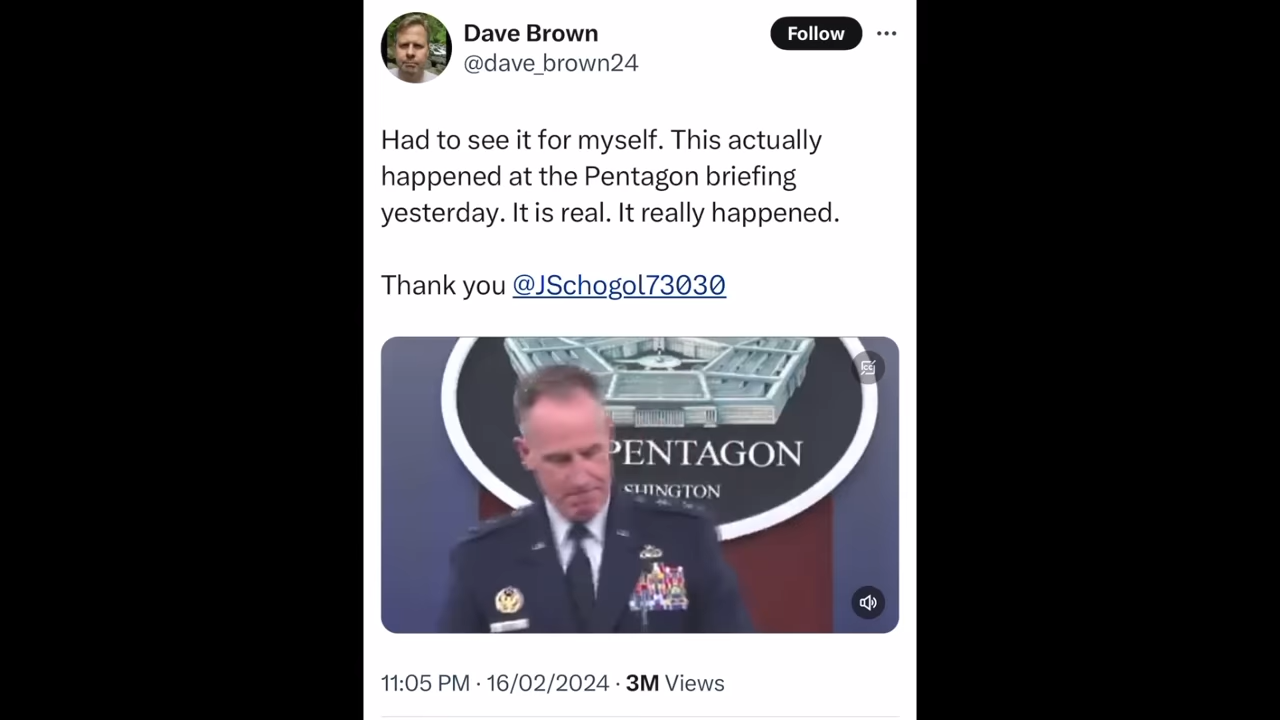 Dave Brown
@dave_brown24
Follow
Had to see it for myself. This actually
happened at the Pentagon briefing
yesterday. It is real. It really happened.
Thank you @JSchogol73030
PENTAGON
SHINGTON
11:05 PM · 16/02/2024 · 3M Views